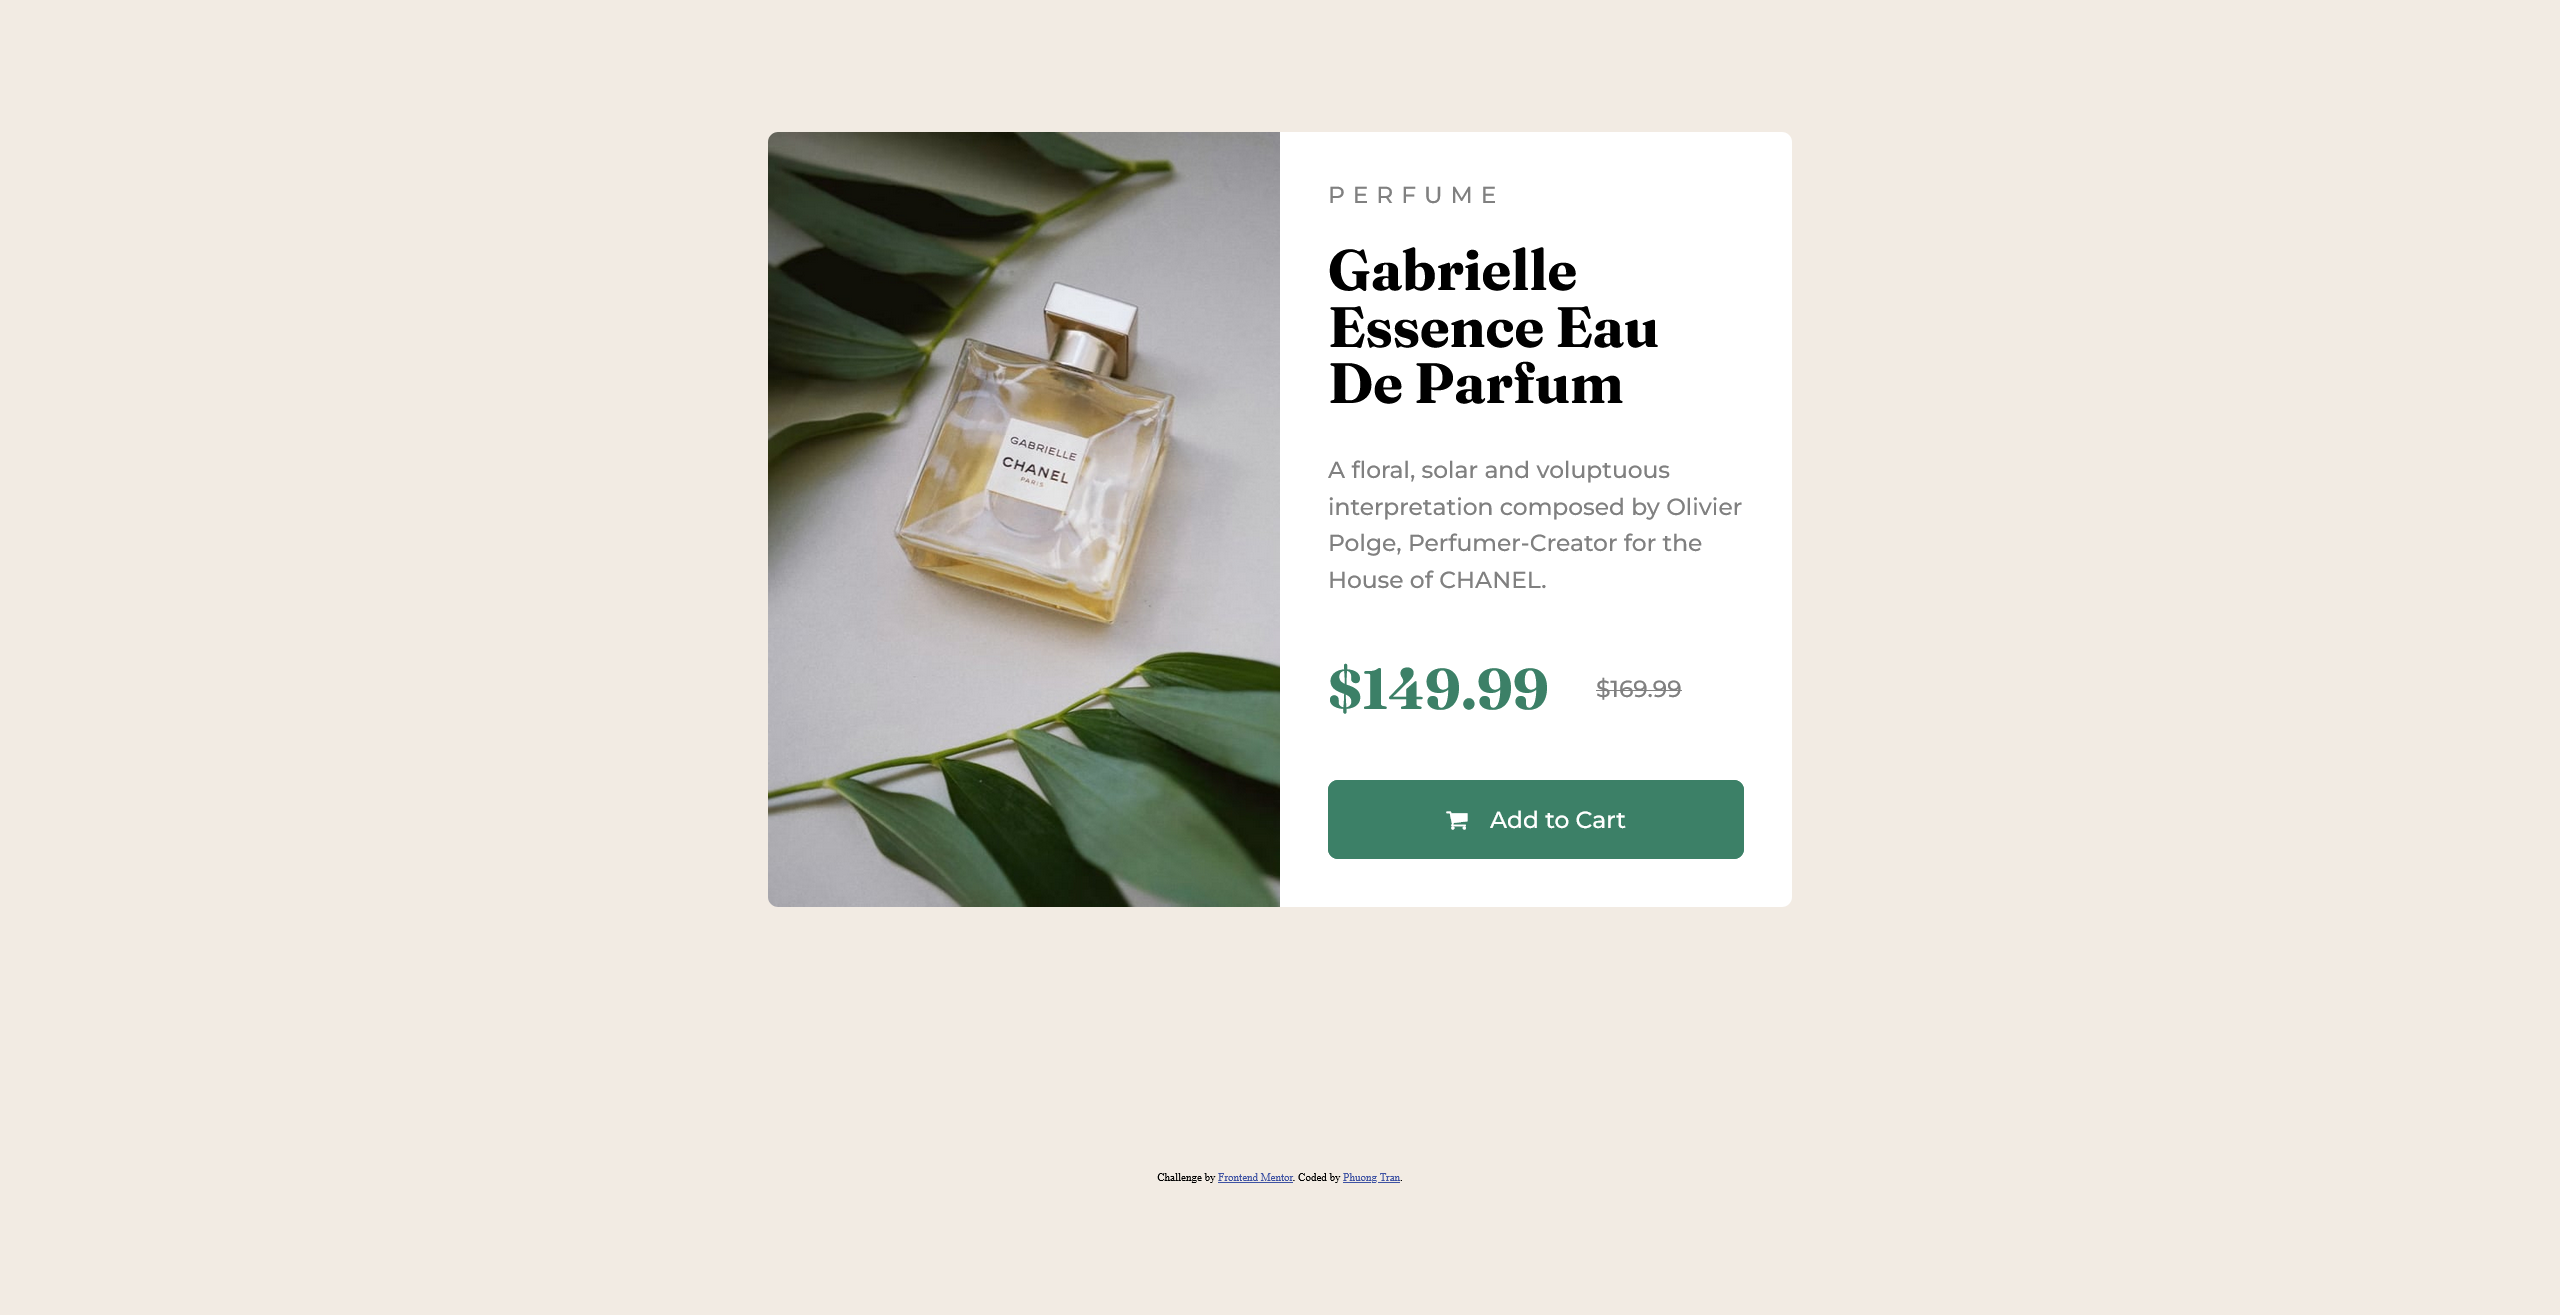 GABRIELLE
CHANEL
PARIS
PERFUME
Gabrielle
Essence Eau
De Parfum
A floral, solar and voluptuous
interpretation composed by Olivier
Polge, Perfumer-Creator for the
House of CHANEL.
$149.99 $169.99
Add to Cart
Challenge by Frontend Mentor. Coded by Phuong Tran.